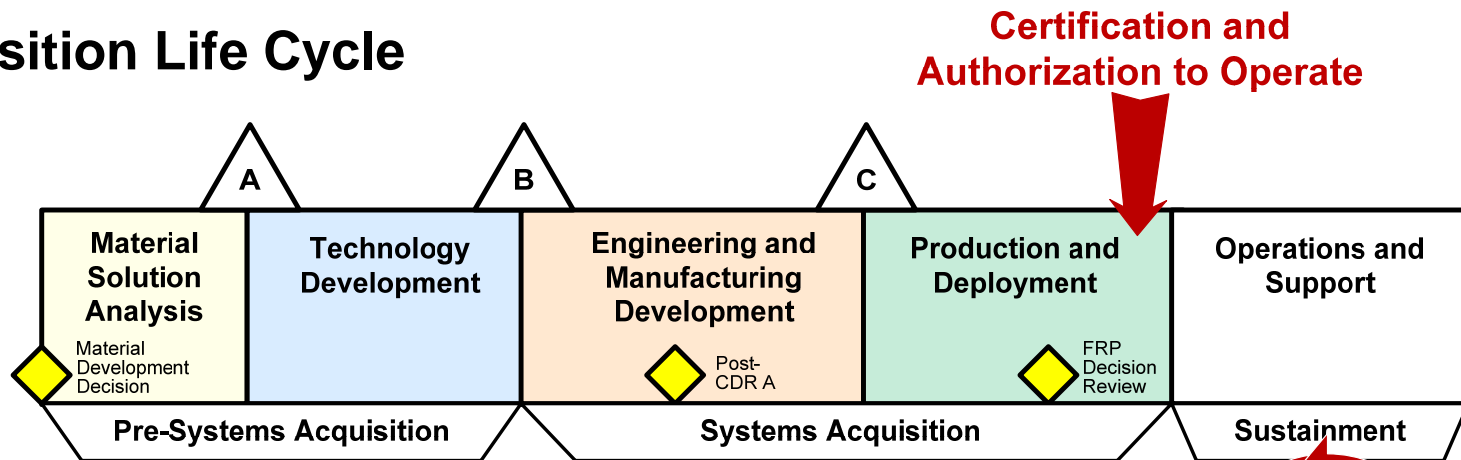 Certification and
Authorization to Operate
sition Life Cycle
A
B
C
Material
Solution
Analysis
Technology
Development
Engineering and
Manufacturing
Development
Production and
Deployment
Operations and
Support
Material
Development
Decision
Post-
CDR A
FRP
Decision
Review
Pre-Systems Acquisition
Systems Acquisition
Sustainment